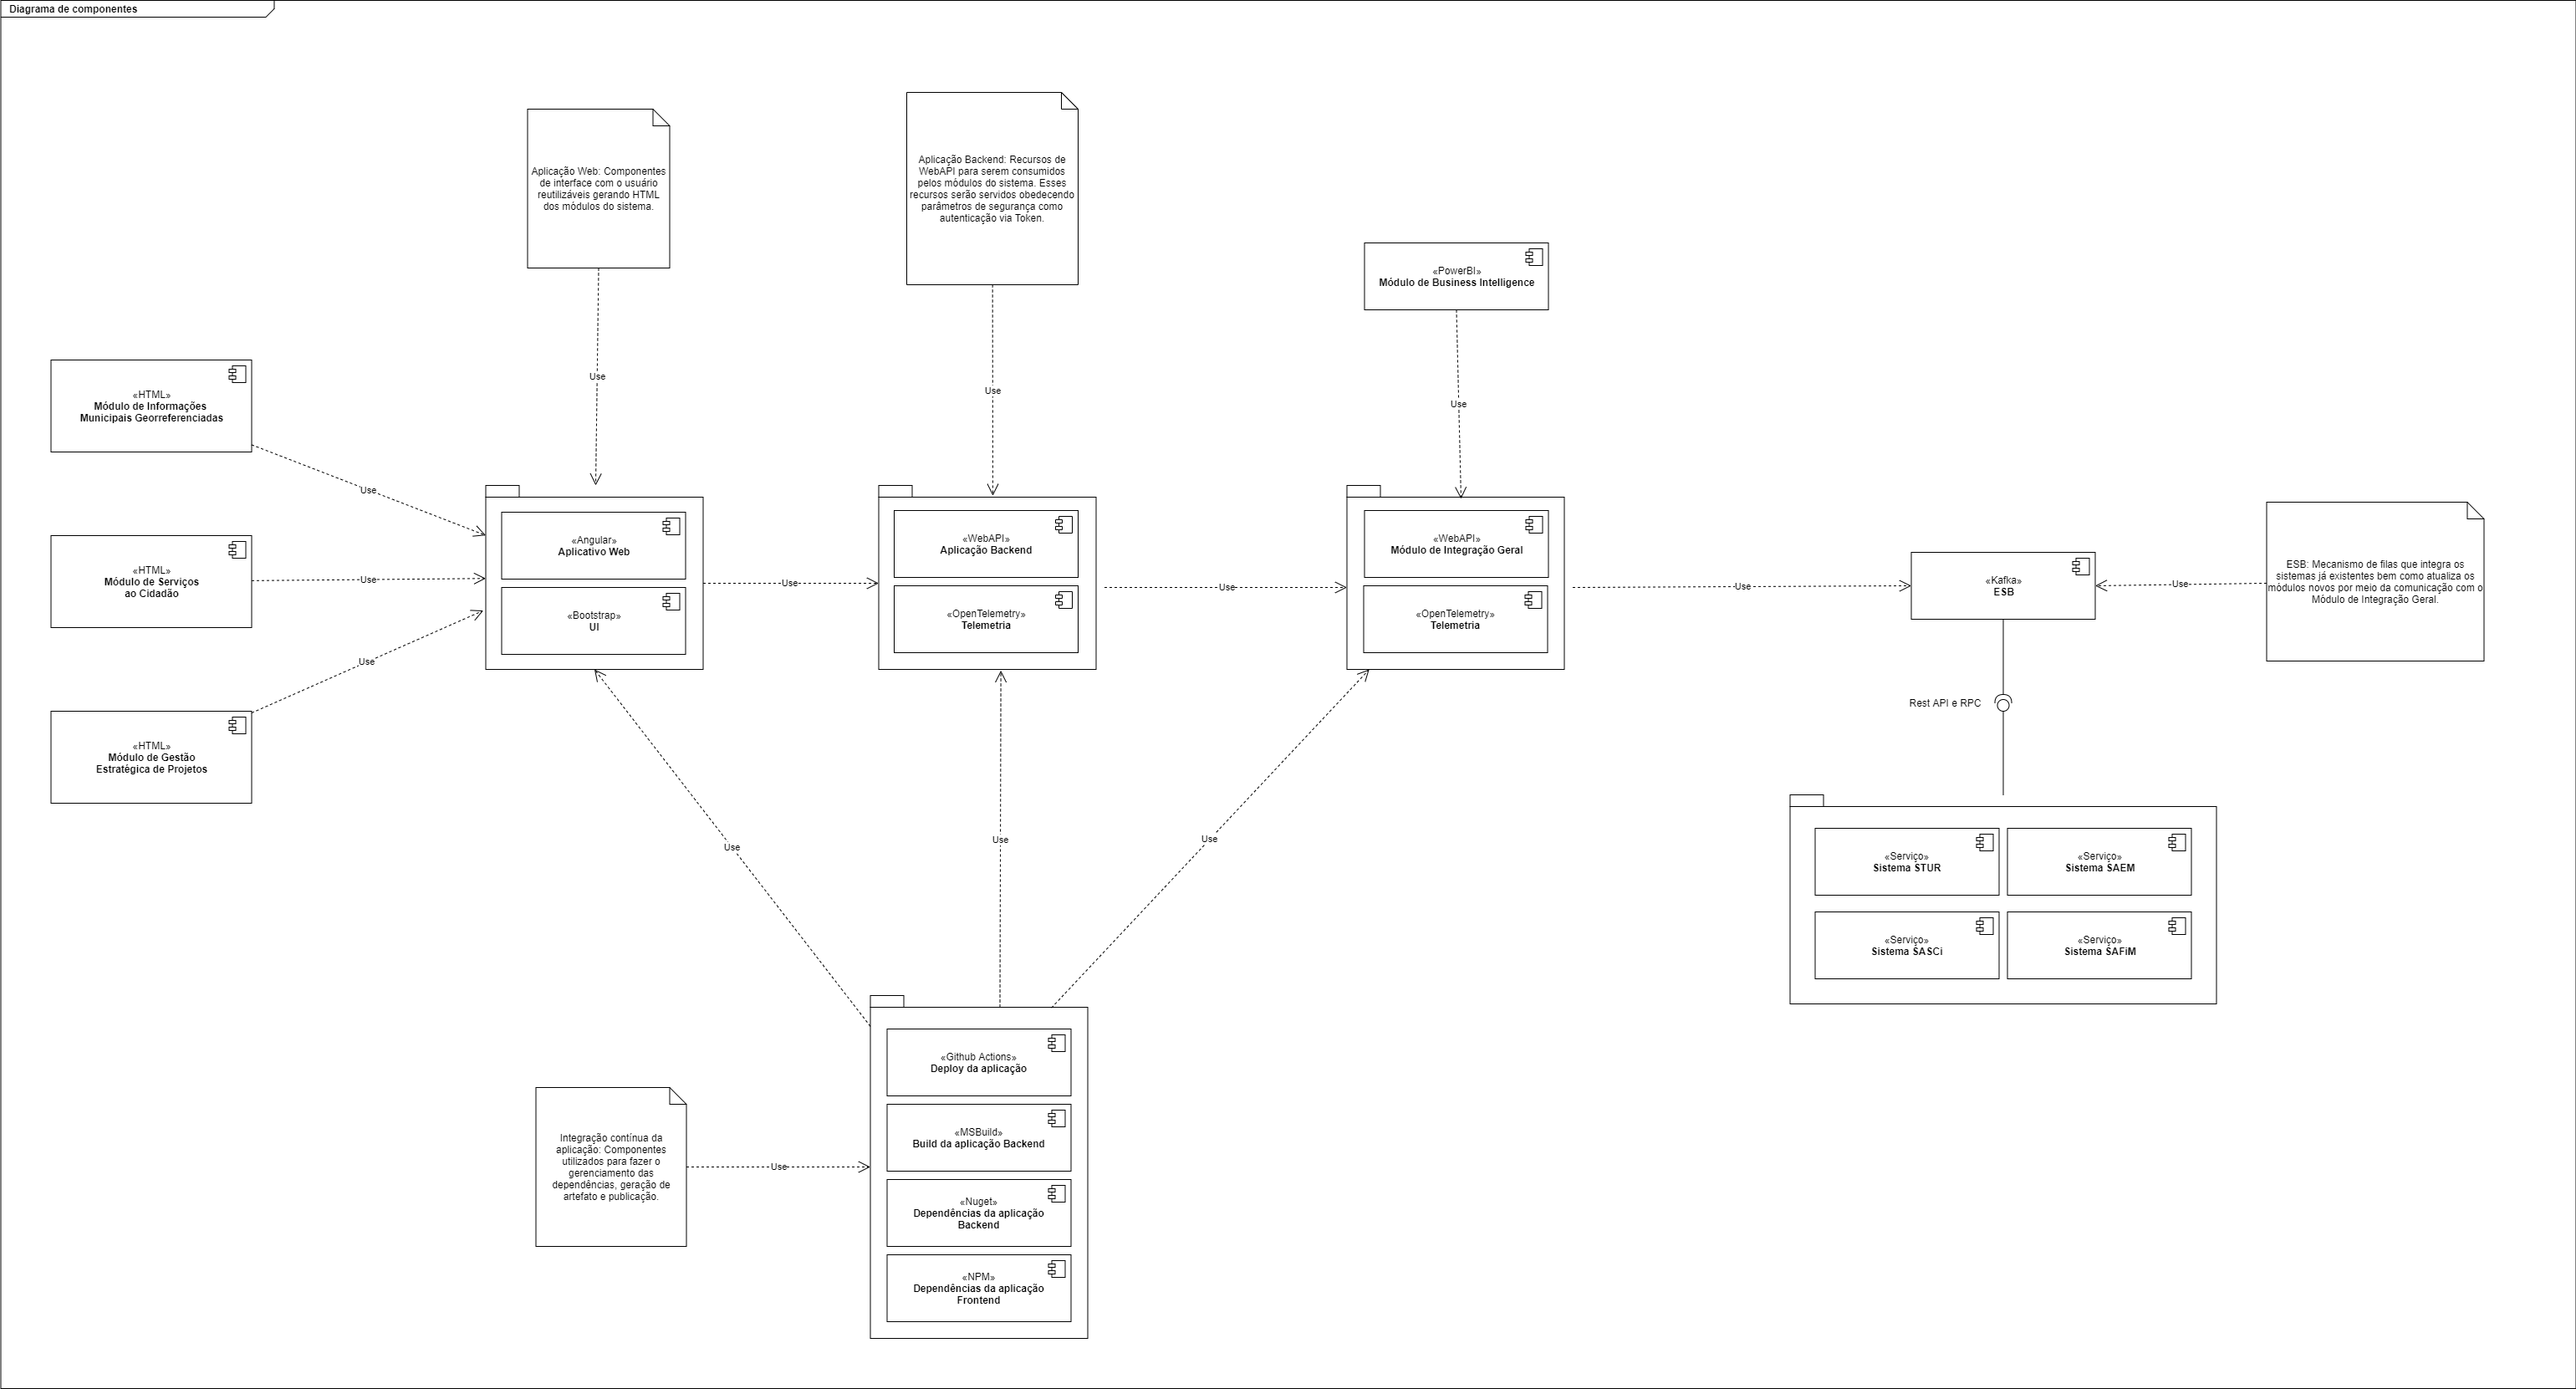 Diagrama de componentes
Aplicação Web: Componentes
de interface com o usuário
reutilizáveis gerando HTML
dos módulos do sistema.
Use
Aplicação Backend: Recursos de
WebAPI para serem consumidos
pelos módulos do sistema. Esses
recursos serão servidos obedecendo
parâmetros de segurança como
autenticação via Token.
Use
«PowerBI»
Módulo de Business Intelligence
Use
«HTML»
Módulo de Informações
Municipais Georreferenciadas
Use
«HTML»
Módulo de Serviços
ao Cidadão
Use
«HTML»
Módulo de Gestão
Estratégica de Projetos
Use
«Angular»
Aplicativo Web
«Bootstrap»
UI
Use
«WebAPI»
Aplicação Backend
«OpenTelemetry»
Telemetria
Use
«WebAPI»
Módulo de Integração Geral
«OpenTelemetry»
Telemetria
Use
«Kafka»
ESB
Use
ESB: Mecanismo de filas que integra os
sistemas já existentes bem como atualiza os
módulos novos por meio da comunicação com o
Módulo de Integração Geral.
Rest API e RPC
«Serviço»
Sistema STUR
«Serviço»
Sistema SAEM
«Serviço»
Sistema SASCi
«Serviço»
Sistema SAFiM
Use
Use
Use
«Github Actions»
Deploy da aplicação
«MSBuild»
Build da aplicação Backend
«Nuget»
Dependências da aplicação
Backend
«NPM»
Dependências da aplicação
Frontend
Integração contínua da
aplicação: Componentes
utilizados para fazer o
gerenciamento das
dependências, geração de
artefato e publicação.
Use